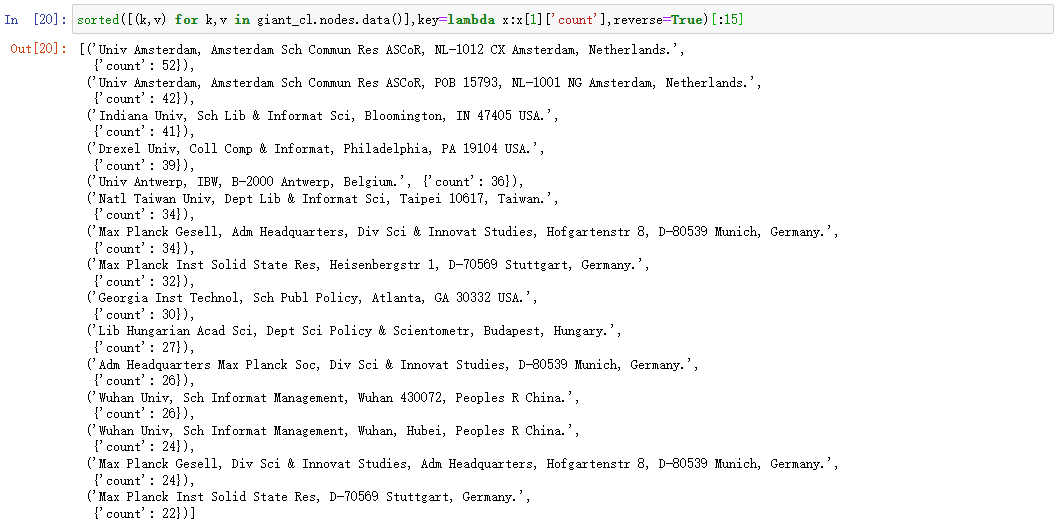 In [20]: sorted([(k,v) for k,v in giant_cl.nodes.data()],key=lambda x:x[1]['count'],reverse=True)[:15]
Out[20]: [('Univ Amsterdam, Amsterdam Sch Commun Res ASCoR, NL-1012 CX Amsterdam, Netherlands.',
{'count': 52}),
('Univ Amsterdam, Amsterdam Sch Commun Res ASCoR, POB 15793, NL-1001 NG Amsterdam, Netherlands.',
{'count': 42}),
('Indiana Univ, Sch Lib & Informat Sci, Bloomington, IN 47405 USA.',
{'count': 41}),
('Drexel Univ, Coll Comp & Informat, Philadelphia, PA 19104 USA.',
{'count': 39}),
('Univ Antwerp, IBW, B-2000 Antwerp, Belgium.', {'count': 36}),
('Natl Taiwan Univ, Dept Lib & Informat Sci, Taipei 10617, Taiwan.',
{'count': 34}),
('Max Planck Gesell, Adm Headquarters, Div Sci & Innovat Studies, Hofgartenstr 8, D-80539 Munich, Germany.',
{'count': 34}),
('Max Planck Inst Solid State Res, Heisenbergstr 1, D-70569 Stuttgart, Germany.',
{'count': 32}),
('Georgia Inst Technol, Sch Publ Policy, Atlanta, GA 30332 USA.',
{'count': 30}),
('Lib Hungarian Acad Sci, Dept Sci Policy & Scientometr, Budapest, Hungary.',
{'count': 27}),
('Adm Headquarters Max Planck Soc, Div Sci & Innovat Studies, D-80539 Munich, Germany.',
{'count': 26}),
('Wuhan Univ, Sch Informat Management, Wuhan 430072, Peoples R China.',
{'count': 26}),
('Wuhan Univ, Sch Informat Management, Wuhan, Hubei, Peoples R China.',
{'count': 24}),
('Max Planck Gesell, Div Sci & Innovat Studies, Adm Headquarters, Hofgartenstr 8, D-80539 Munich, Germany.',
{'count': 24}),
('Max Planck Inst Solid State Res, D-70569 Stuttgart, Germany.',
{'count': 22})]